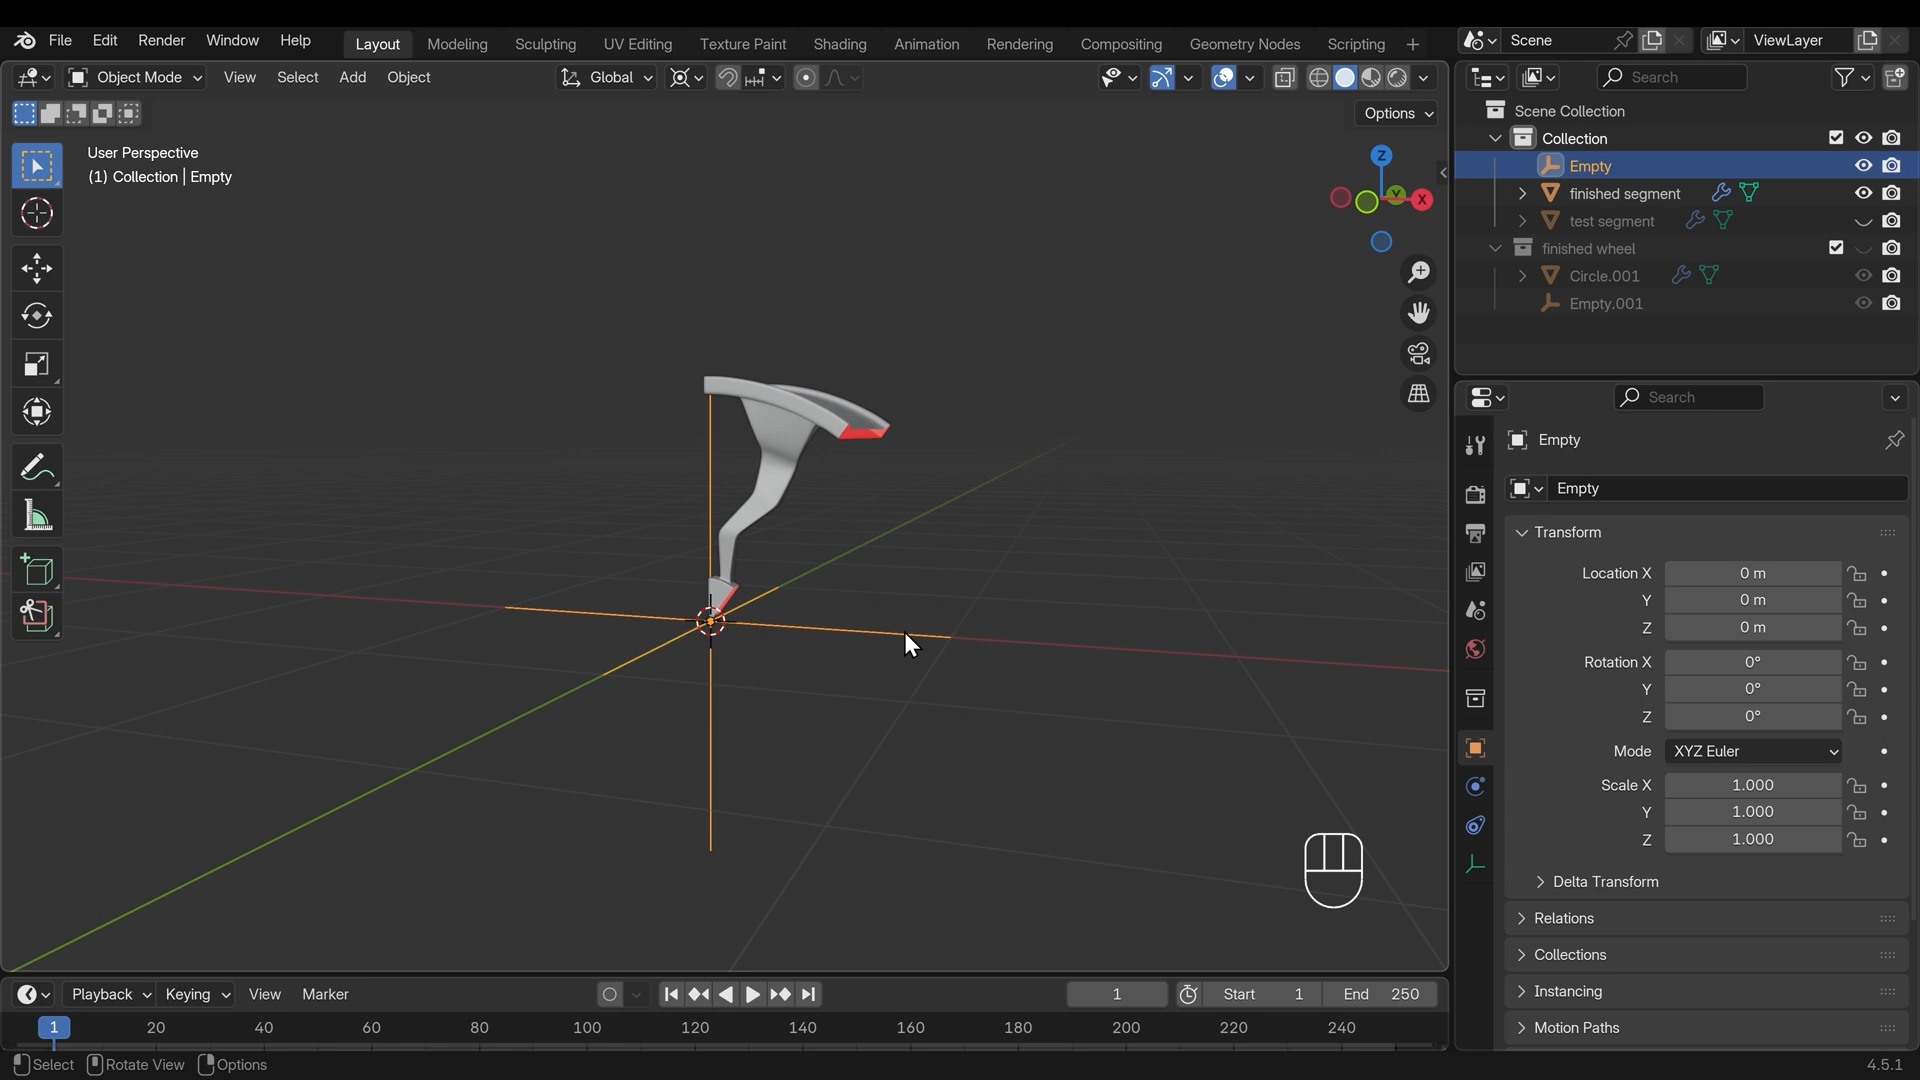 File Edit Render Window Help Layout Modeling Sculpting UV Editing Texture Paint Shading Animation Rendering Compositing Geometry Nodes Scripting + Scene ViewLayer
Object Mode View Select Add Object Global Search
Options
User Perspective
(1) Collection | Empty
Z
Y
X
Scene Collection
Collection
Empty
finished segment
test segment
finished wheel
Circle.001
Empty.001
Search
Empty
Empty
Transform
Location X 0 m
Y 0 m
Z 0 m
Rotation X 0°
Y 0°
Z 0°
Mode XYZ Euler
Scale X 1.000
Y 1.000
Z 1.000
Delta Transform
Relations
Collections
Instancing
Motion Paths
Playback Keying View Marker 1 Start 1 End 250
1 20 40 60 80 100 120 140 160 180 200 220 240
Select Rotate View Options 4.5.1